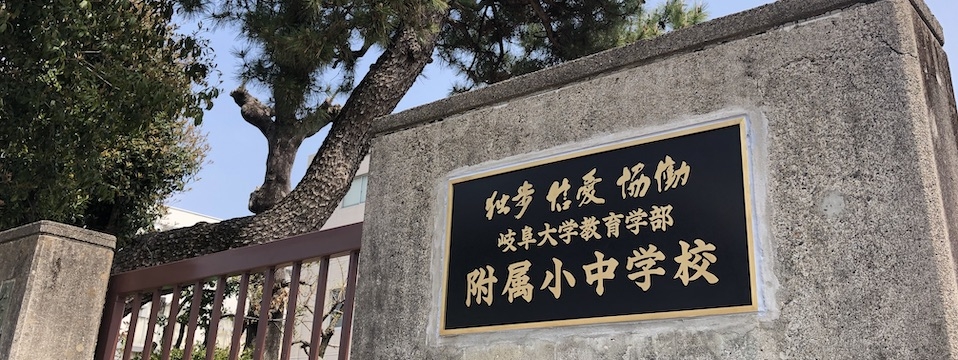 独歩 信愛 協働
岐阜大学教育学部
附属小中学校